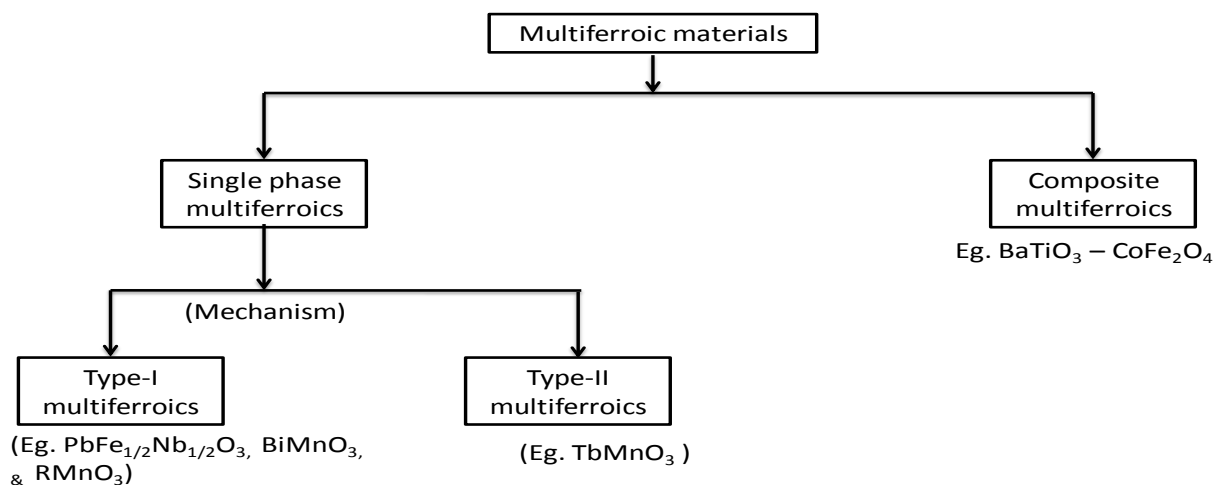 Multiferroic materials
Single phase
multiferroics
Composite
multiferroics
Eg. BaTiO₃ – CoFe₂O₄
(Mechanism)
Type-I
multiferroics
Type-II
multiferroics
(Eg. PbFe₁/₂Nb₁/₂O₃, BiMnO₃,
& RMnO₃)
(Eg. TbMnO₃ )